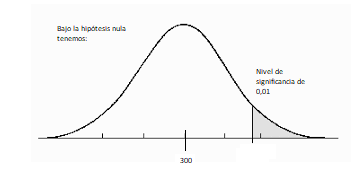 Bajo la hipótesis nula
tenemos:
Nivel de
significancia de
0,01
300